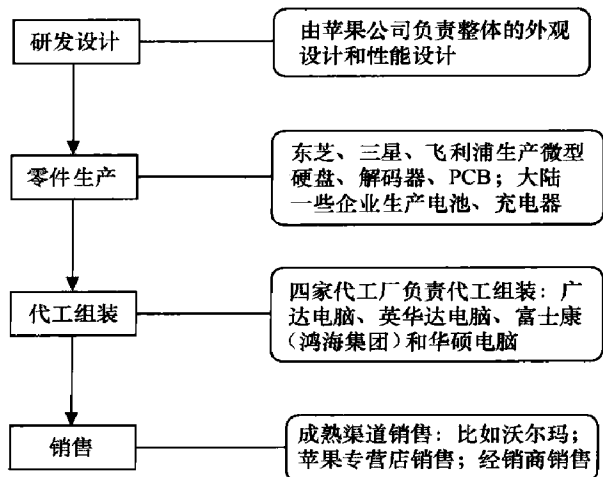 研发设计
由苹果公司负责整体的外观
设计和性能设计
零件生产
东芝、三星、飞利浦生产微型
硬盘、解码器、PCB；大陆
一些企业生产电池、充电器
代工组装
四家代工厂负责代工组装：广
达电脑、英华达电脑、富士康
（鸿海集团）和华硕电脑
销售
成熟渠道销售：比如沃尔玛；
苹果专营店销售；经销商销售